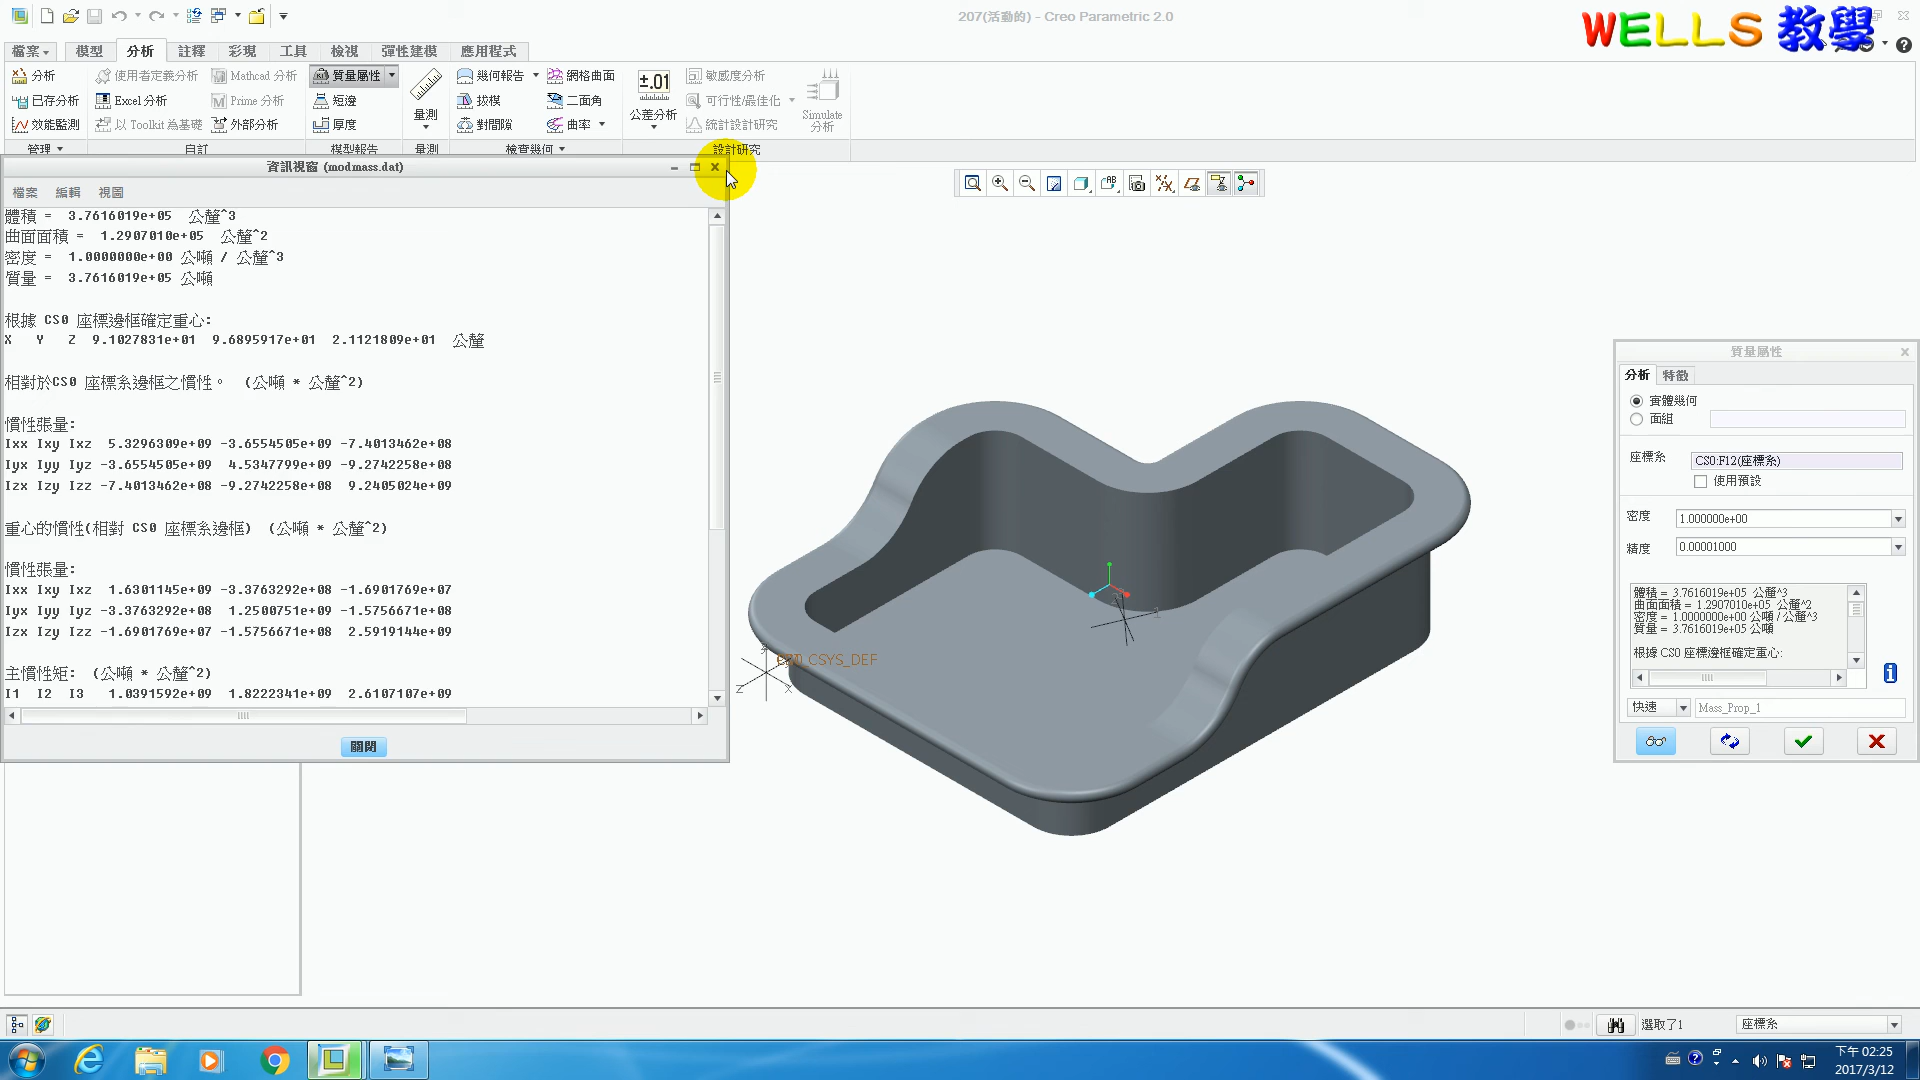 207(活動的) - Creo Parametric 2.0
WELLS 教學
檔案 模型 分析 註釋 彩現 工具 檢視 彈性建模 應用程式
分析 使用者定義分析 Mathcad 分析 質量屬性 幾何報告 網格曲面 敏感度分析
已存分析 Excel 分析 Prime 分析 短邊 拔模 二面角 可行性/最佳化
效能監測 以 Toolkit 為基礎 外部分析 厚度 量測 對間隙 曲率 ±.01 公差分析 統計設計研究 Simulate 分析
管理 自訂 模型報告 量測 檢查幾何 設計研究
資訊視窗 (modmass.dat)
檔案 編輯 視圖
體積 = 3.7616019e+05 公釐^3
曲面面積 = 1.2907010e+05 公釐^2
密度 = 1.0000000e+00 公噸 / 公釐^3
質量 = 3.7616019e+05 公噸
根據 CS0 座標邊框確定重心:
X Y Z 9.1027831e+01 9.6895917e+01 2.1121809e+01 公釐
相對於CS0 座標系邊框之慣性。 (公噸 * 公釐^2)
慣性張量:
Ixx Ixy Ixz 5.3296309e+09 -3.6554505e+09 -7.4013462e+08
Iyx Iyy Iyz -3.6554505e+09 4.5347799e+09 -9.2742258e+08
Izx Izy Izz -7.4013462e+08 -9.2742258e+08 9.2405024e+09
重心的慣性(相對 CS0 座標系邊框) (公噸 * 公釐^2)
慣性張量:
Ixx Ixy Ixz 1.6301145e+09 -3.3763292e+08 -1.6901769e+07
Iyx Iyy Iyz -3.3763292e+08 1.2500751e+09 -1.5756671e+08
Izx Izy Izz -1.6901769e+07 -1.5756671e+08 2.5919144e+09
主慣性矩: (公噸 * 公釐^2)
I1 I2 I3 1.0391592e+09 1.8222341e+09 2.6107107e+09
關閉
CSYS_DEF
Z X
質量屬性
分析 特徵
實體幾何
面組
座標系 CS0:F12(座標系)
使用預設
密度 1.000000e+00
精度 0.00001000
體積 = 3.7616019e+05 公釐^3
曲面面積 = 1.2907010e+05 公釐^2
密度 = 1.0000000e+00 公噸 / 公釐^3
質量 = 3.7616019e+05 公噸
根據 CS0 座標邊框確定重心:
快速 Mass_Prop_1
選取了1 座標系
下午 02:25
2017/3/12